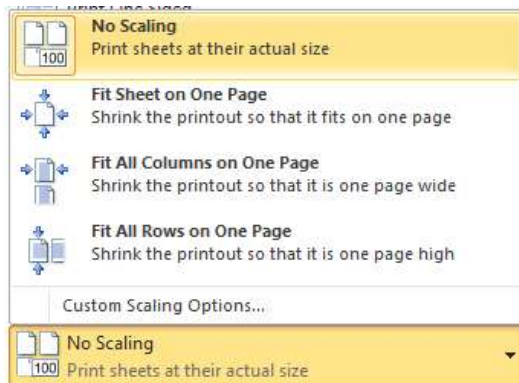 Print One Sided
No Scaling
Print sheets at their actual size
100
Fit Sheet on One Page
Shrink the printout so that it fits on one page
Fit All Columns on One Page
Shrink the printout so that it is one page wide
Fit All Rows on One Page
Shrink the printout so that it is one page high
Custom Scaling Options...
No Scaling
100 Print sheets at their actual size